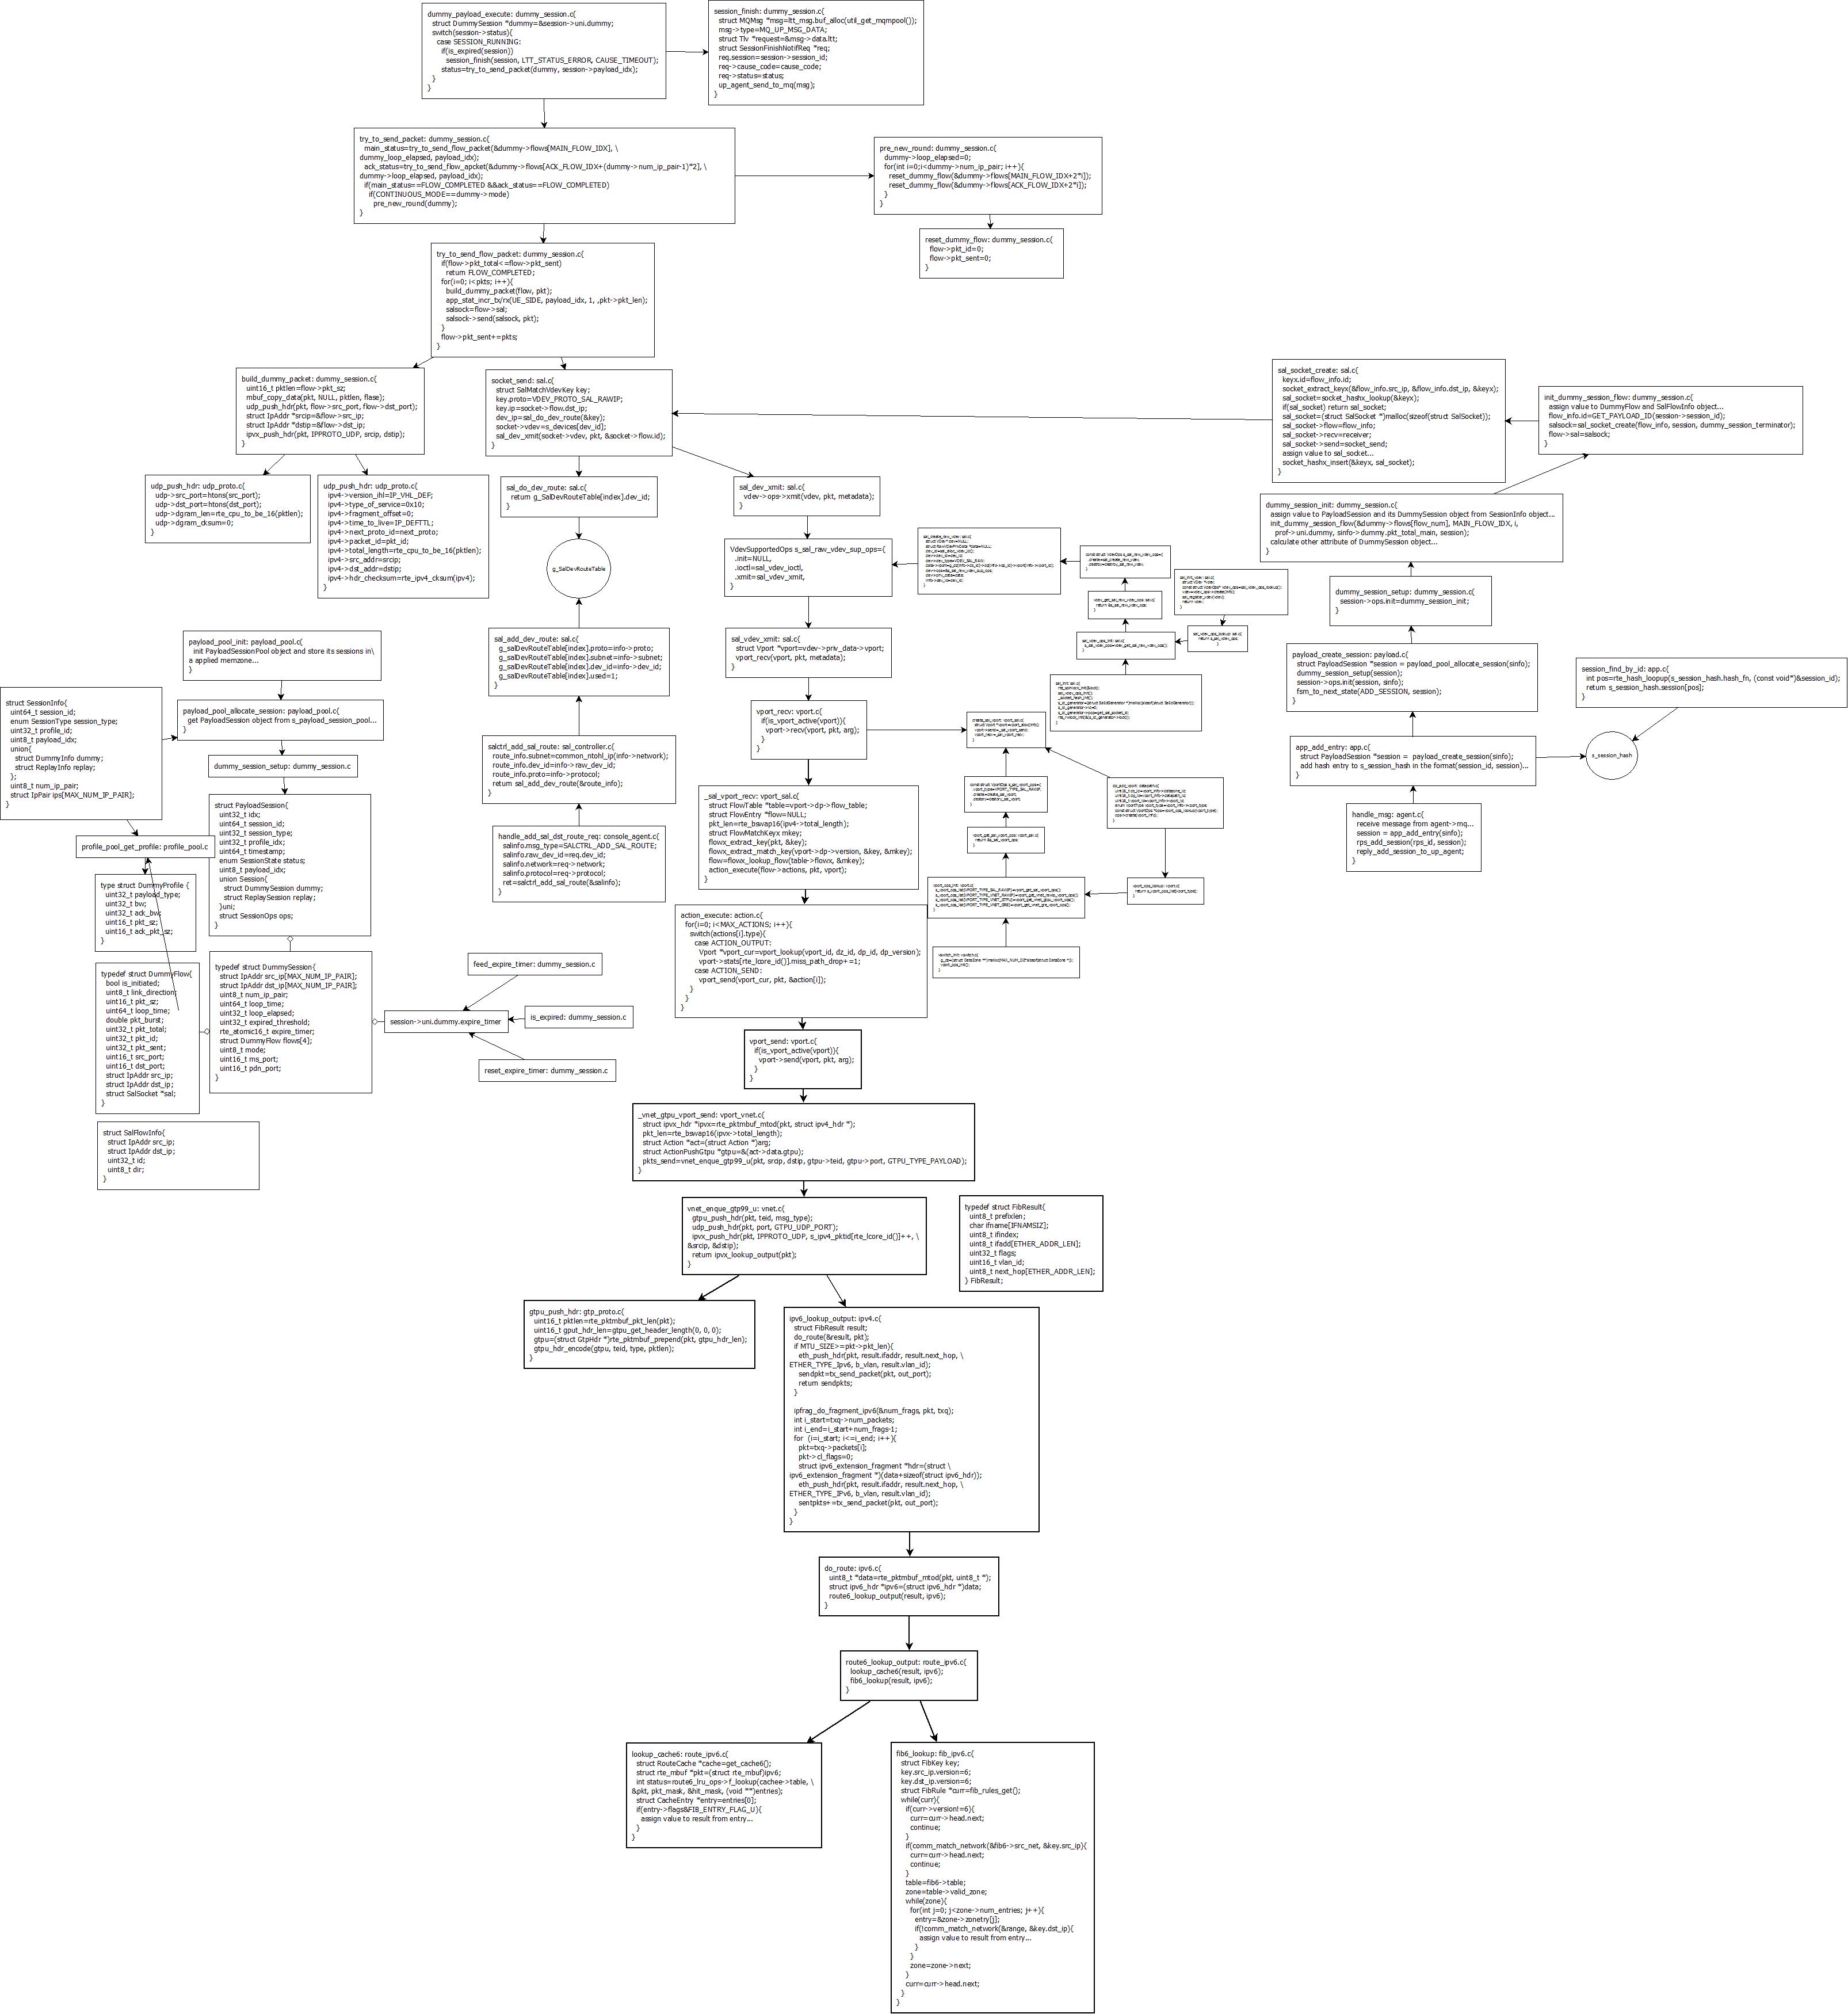 dummy_payload_execute: dummy_session.c{
struct DummySession *dummy=&session->uni.dummy;
switch(session->status){
case SESSION_RUNNING:
if(is_expired(session))
session_finish(session, LTT_STATUS_ERROR, CAUSE_TIMEOUT);
status=try_to_send_packet(dummy, session->payload_idx);
}
}
session_finish: dummy_session.c{
struct MQMsg *msg=ltt_msg.buf_alloc(util_get_mqmpool());
msg->type=MQ_UP_MSG_DATA;
struct Tlv *request=&msg->data.ltt;
struct SessionFinishNotifReq *req;
req.session=session->session_id;
req->cause_code=cause_code;
req->status=status;
up_agent_send_to_mq(msg);
}
try_to_send_packet: dummy_session.c{
main_status=try_to_send_flow_packet(&dummy->flows[MAIN_FLOW_IDX], \
dummy_loop_elapsed, payload_idx);
ack_status=try_to_send_flow_apcket(&dummy->flows[ACK_FLOW_IDX+(dummy->num_ip_pair-1)*2], \
dummy->loop_elapsed, payload_idx);
if(main_status==FLOW_COMPLETED &&ack_status==FLOW_COMPLETED)
if(CONTINUOUS_MODE==dummy->mode)
pre_new_round(dummy);
}
pre_new_round: dummy_session.c{
dummy->loop_elapsed=0;
for(int i=0;i<dummy->num_ip_pair; i++){
reset_dummy_flow(&dummy->flows[MAIN_FLOW_IDX+2*i]);
reset_dummy_flow(&dummy->flows[ACK_FLOW_IDX+2*i]);
}
}
reset_dummy_flow: dummy_session.c{
flow->pkt_id=0;
flow->pkt_sent=0;
}
try_to_send_flow_packet: dummy_session.c{
if(flow->pkt_total<=flow->pkt_sent)
return FLOW_COMPLETED;
for(i=0; i<pkts; i++){
build_dummy_packet(flow, pkt);
app_stat_incr_tx/rx(UE_SIDE, payload_idx, 1, ,pkt->pkt_len);
salsock=flow->sal;
salsock->send(salsock, pkt);
}
flow->pkt_sent+=pkts;
}
build_dummy_packet: dummy_session.c{
uint16_t pktlen=flow->pkt_sz;
mbuf_copy_data(pkt, NULL, pktlen, flase);
udp_push_hdr(pkt, flow->src_port, flow->dst_port);
struct IpAddr *srcip=&flow->src_ip;
struct IpAddr *dstip=&flow->dst_ip;
ipvx_push_hdr(pkt, IPPROTO_UDP, srcip, dstip);
}
socket_send: sal.c{
struct SalMatchVdevKey key;
key.proto=VDEV_PROTO_SAL_RAWIP;
key.ip=socket->flow.dst_ip;
dev_ip=sal_do_dev_route(&key);
socket->vdev=s_devices[dev_id];
sal_dev_xmit(socket->vdev, pkt, &socket->flow.id);
}
sal_socket_create: sal.c{
keyx.id=flow_info.id;
socket_extract_keyx(&flow_info.src_ip, &flow_info.dst_ip, &keyx);
sal_socket=socket_hashx_lookup(&keyx);
if(sal_socket) return sal_socket;
sal_socket=(struct SalSocket *)malloc(sizeof(struct SalSocket));
sal_socket->flow=flow_info;
sal_socket->recv=receiver;
sal_socket->send=socket_send;
assign value to sal_socket...
socket_hashx_insert(&keyx, sal_socket);
}
init_dummy_session_flow: dummy_session.c{
assign value to DummyFlow and SalFlowInfo object...
flow_info.id=GET_PAYLOAD_ID(session->session_id);
salsock=sal_socket_create(flow_info, session, dummy_session_terminator);
flow->sal=salsock;
}
udp_push_hdr: udp_proto.c{
udp->src_port=htons(src_port);
udp->dst_port=htons(dst_port);
udp->dgram_len=rte_cpu_to_be_16(pktlen);
udp->dgram_cksum=0;
}
udp_push_hdr: udp_proto.c{
ipv4->version_ihl=IP_VHL_DEF;
ipv4->type_of_service=0x10;
ipv4->fragment_offset=0;
ipv4->time_to_live=IP_DEFTTL;
ipv4->next_proto_id=next_proto;
ipv4->packet_id=pkt_id;
ipv4->total_length=rte_cpu_to_be_16(pktlen);
ipv4->src_addr=srcip;
ipv4->dst_addr=dstip;
ipv4->hdr_checksum=rte_ipv4_cksum(ipv4);
}
sal_do_dev_route: sal.c{
return g_SalDevRouteTable[index].dev_id;
}
sal_dev_xmit: sal.c{
vdev->ops->xmit(vdev, pkt, metadata);
}
dummy_session_init: dummy_session.c{
assign value to PayloadSession and its DummySession object from SessionInfo object...
init_dummy_session_flow(&dummy->flows[flow_num], MAIN_FLOW_IDX, i,
prof->uni.dummy, sinfo->dummy.pkt_total_main, session);
calculate other attribute of DummySession object...
}
g_SalDevRouteTable
VdevSupportedOps s_sal_raw_vdev_sup_ops={
.init=NULL,
.ioctl=sal_vdev_ioctl,
.xmit=sal_vdev_xmit,
}
dummy_session_setup: dummy_session.c{
session->ops.init=dummy_session_init;
}
sal_add_dev_route: sal.c{
g_salDevRouteTable[index].proto=info->proto;
g_salDevRouteTable[index].subnet=info->subnet;
g_salDevRouteTable[index].dev_id=info->dev_id;
g_salDevRouteTable[index].used=1;
}
sal_vdev_xmit: sal.c{
struct Vport *vport=vdev->priv_data->vport;
vport_recv(vport, pkt, metadata);
}
payload_pool_init: payload_pool.c{
init PayloadSessionPool object and store its sessions in\
a applied memzone...
}
payload_create_session: payload.c{
struct PayloadSession *session = payload_pool_allocate_session(sinfo);
dummy_session_setup(session);
session->ops.init(session, sinfo);
fsm_to_next_state(ADD_SESSION, session);
}
session_find_by_id: app.c{
int pos=rte_hash_loopup(s_session_hash.hash_fn, (const void*)&session_id);
return s_session_hash.session[pos];
}
struct SessionInfo{
uint64_t session_id;
enum SessionType session_type;
uint32_t profile_id;
uint8_t payload_idx;
union{
struct DummyInfo dummy;
struct ReplayInfo replay;
};
uint8_t num_ip_pair;
struct IpPair ips[MAX_NUM_IP_PAIR];
}
payload_pool_allocate_session: payload_pool.c{
get PayloadSession object from s_payload_session_pool...
}
dummy_session_setup: dummy_session.c
salctrl_add_sal_route: sal_controller.c{
route_info.subnet=common_ntohl_ip(info->network);
route_info.dev_id=info->raw_dev_id;
route_info.proto=info->protocol;
return sal_add_dev_route(&route_info);
}
vport_recv: vport.c{
if(is_vport_active(vport)){
vport->recv(vport, pkt, arg);
}
}
app_add_entry: app.c{
struct PayloadSession *session = payload_create_session(sinfo);
add hash entry to s_session_hash in the format(session_id, session)...
}
s_session_hash
struct PayloadSession{
uint32_t idx;
uint64_t session_id;
uint32_t session_type;
uint32_t profile_id;
uint64_t timestamp;
enum SessionState status;
uint8_t payload_idx;
union Session{
struct DummySession dummy;
struct ReplaySession replay;
}uni;
struct SessionOps ops;
}
profile_pool_get_profile: profile_pool.c
_sal_vport_recv: vport_sal.c{
struct FlowTable *table=vport->dp->flow_table;
struct FlowEntry *flow=NULL;
pkt_len=rte_bswap16(ipv4->total_length);
struct FlowMatchKeyx mkey;
flowx_extract_key(pkt, &key);
flowx_extract_match_key(vport->dp->version, &key, &mkey);
flow=flowx_lookup_flow(table->flowx, &mkey);
action_execute(flow->actions, pkt, vport);
}
handle_msg: agent.c{
receive message from agent->mq...
session = app_add_entry(sinfo);
rps_add_session(rps_id, session);
reply_add_session_to_up_agent;
}
handle_add_sal_dst_route_req: console_agent.c{
salinfo.msg_type=SALCTRL_ADD_SAL_ROUTE;
salinfo.raw_dev_id=req.dev_id;
salinfo.network=req->network;
salinfo.protocol=req->protocol;
ret=salctrl_add_sal_route(&salinfo);
}
type struct DummyProfile {
uint32_t payload_type;
uint32_t bw;
uint32_t ack_bw;
uint16_t pkt_sz;
uint16_t ack_pkt_sz;
}
action_execute: action.c{
for(i=0; i<MAX_ACTIONS; i++){
switch(actions[i].type){
case ACTION_OUTPUT:
Vport *vport_cur=vport_lookup(vport_id, dz_id, dp_id, dp_version);
vport->stats[rte_lcore_id()].miss_path_drop+=1;
case ACTION_SEND:
vport_send(vport_cur, pkt, &action[i]);
}
}
}
typedef struct DummyFlow{
bool is_initiated;
uint8_t link_direction;
uint16_t pkt_sz;
uint64_t loop_time;
double pkt_burst;
uint32_t pkt_total;
uint32_t pkt_id;
uint32_t pkt_sent;
uint16_t src_port;
uint16_t dst_port;
struct IpAddr src_ip;
struct IpAddr dst_ip;
struct SalSocket *sal;
}
typedef struct DummySession{
struct IpAddr src_ip[MAX_NUM_IP_PAIR];
struct IpAddr dst_ip[MAX_NUM_IP_PAIR];
uint8_t num_ip_pair;
uint64_t loop_time;
uint32_t loop_elapsed;
uint32_t expired_threshold;
rte_atomic16_t expire_timer;
struct DummyFlow flows[4];
uint8_t mode;
uint16_t ms_port;
uint16_t pdn_port;
}
feed_expire_timer: dummy_session.c
session->uni.dummy.expire_timer
is_expired: dummy_session.c
reset_expire_timer: dummy_session.c
vport_send: vport.c{
if(is_vport_active(vport)){
vport->send(vport, pkt, arg);
}
}
struct SalFlowInfo{
struct IpAddr src_ip;
struct IpAddr dst_ip;
uint32_t id;
uint8_t dir;
}
_vnet_gtpu_vport_send: vport_vnet.c{
struct ipvx_hdr *ipvx=rte_pktmbuf_mtod(pkt, struct ipv4_hdr *);
pkt_len=rte_bswap16(ipvx->total_length);
struct Action *act=(struct Action *)arg;
struct ActionPushGtpu *gtpu=&(act->data.gtpu);
pkts_send=vnet_enque_gtp99_u(pkt, srcip, dstip, gtpu->teid, gtpu->port, GTPU_TYPE_PAYLOAD);
}
vnet_enque_gtp99_u: vnet.c{
gtpu_push_hdr(pkt, teid, msg_type);
udp_push_hdr(pkt, port, GTPU_UDP_PORT);
ipvx_push_hdr(pkt, IPPROTO_UDP, s_ipv4_pktid[rte_lcore_id()]++, \
&srcip, &dstip);
return ipvx_lookup_output(pkt);
}
typedef struct FibResult{
uint8_t prefixlen;
char ifname[IFNAMSIZ];
uint8_t ifindex;
uint8_t ifadd[ETHER_ADDR_LEN];
uint32_t flags;
uint16_t vlan_id;
uint8_t next_hop[ETHER_ADDR_LEN];
} FibResult;
gtpu_push_hdr: gtp_proto.c{
uint16_t pktlen=rte_pktmbuf_pkt_len(pkt);
uint16_t gput_hdr_len=gtpu_get_header_length(0, 0, 0);
gtpu=(struct GtpHdr *)rte_pktmbuf_prepend(pkt, gtpu_hdr_len);
gtpu_hdr_encode(gtpu, teid, type, pktlen);
}
ipv6_lookup_output: ipv4.c{
struct FibResult result;
do_route(&result, pkt);
if MTU_SIZE>=pkt->pkt_len){
eth_push_hdr(pkt, result.ifaddr, result.next_hop, \
ETHER_TYPE_Ipv6, b_vlan, result.vlan_id);
sendpkt=tx_send_packet(pkt, out_port);
return sendpkts;
}
ipfrag_do_fragment_ipv6(&num_frags, pkt, txq);
int i_start=txq->num_packets;
int i_end=i_start+num_frags-1;
for (i=i_start; i<=i_end; i++){
pkt=txq->packets[i];
pkt->cl_flags=0;
struct ipv6_extension_fragment *hdr=(struct \
ipv6_extension_fragment *)(data+sizeof(struct ipv6_hdr));
eth_push_hdr(pkt, result.ifaddr, result.next_hop, \
ETHER_TYPE_IPv6, b_vlan, result.vlan_id);
sentpkts+=tx_send_packet(pkt, out_port);
}
}
do_route: ipv6.c{
uint8_t *data=rte_pktmbuf_mtod(pkt, uint8_t *);
struct ipv6_hdr *ipv6=(struct ipv6_hdr *)data;
route6_lookup_output(result, ipv6);
}
route6_lookup_output: route_ipv6.c{
lookup_cache6(result, ipv6);
fib6_lookup(result, ipv6);
}
lookup_cache6: route_ipv6.c{
struct RouteCache *cache=get_cache6();
struct rte_mbuf *pkt=(struct rte_mbuf)ipv6;
int status=route6_lru_ops->f_lookup(cachee->table, \
&pkt, pkt_mask, &hit_mask, (void **)entries);
struct CacheEntry *entry=entries[0];
if(entry->flags&FIB_ENTRY_FLAG_U){
assign value to result from entry...
}
}
fib6_lookup: fib_ipv6.c{
struct FibKey key;
key.src_ip.version=6;
key.dst_ip.version=6;
struct FibRule *curr=fib_rules_get();
while(curr){
if(curr->version!=6){
curr=curr->head.next;
continue;
}
if(comm_match_network(&fib6->src_net, &key.src_ip){
curr=curr->head.next;
continue;
}
table=fib6->table;
zone=table->valid_zone;
while(zone){
for(int j=0; j<zone->num_entries; j++){
entry=&zone->zonetry[j];
if(!comm_match_network(&range, &key.dst_ip){
assign value to result from entry...
}
}
zone=zone->next;
}
curr=curr->head.next;
}
}